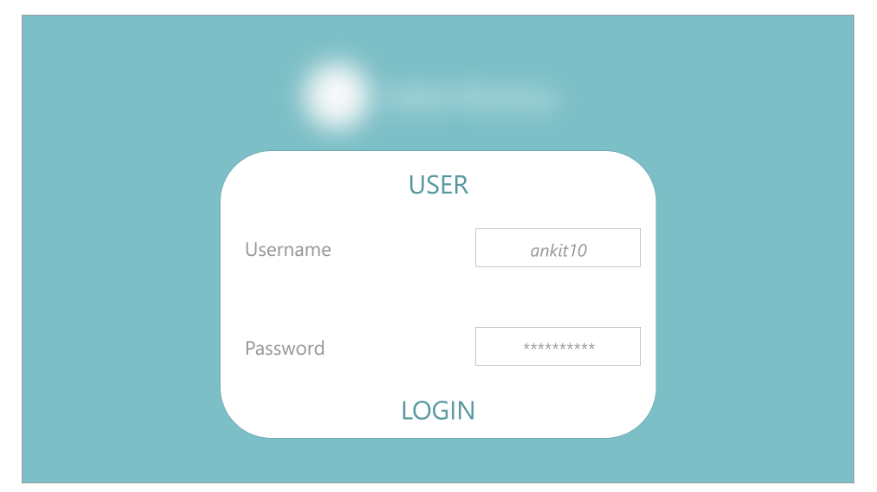 USER
Username ankit10
Password **********
LOGIN